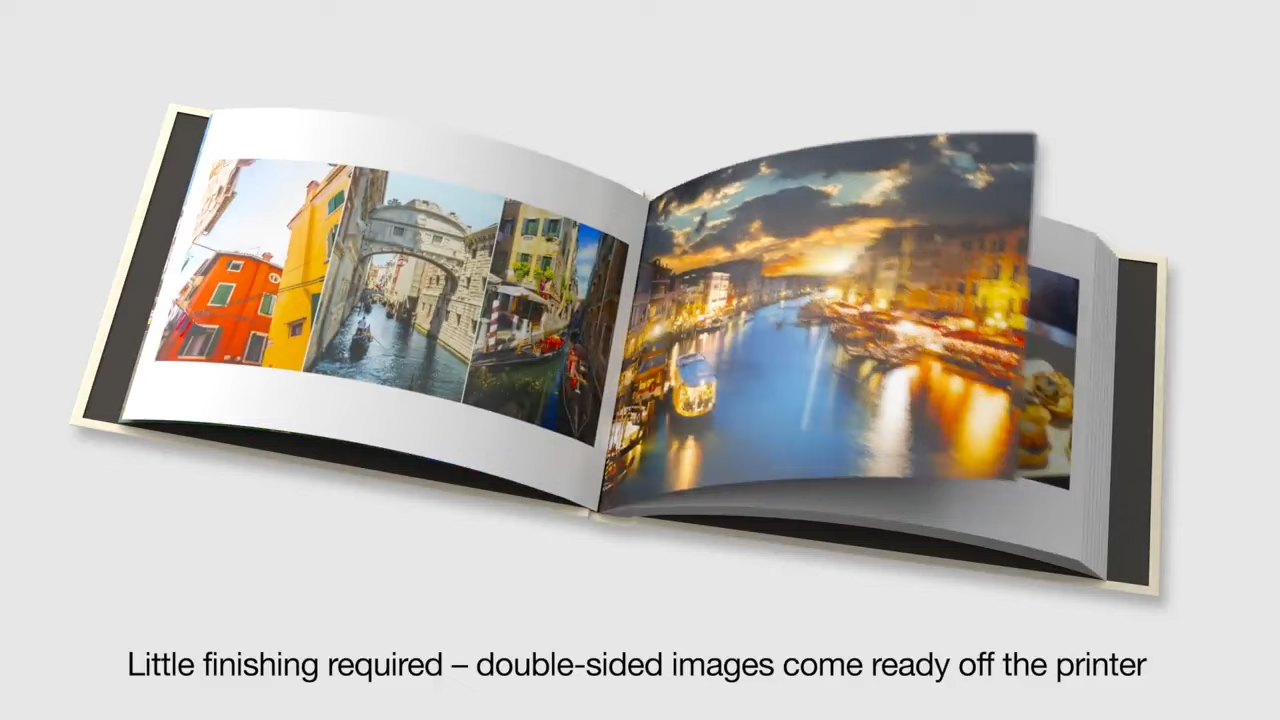 Little finishing required – double-sided images come ready off the printer